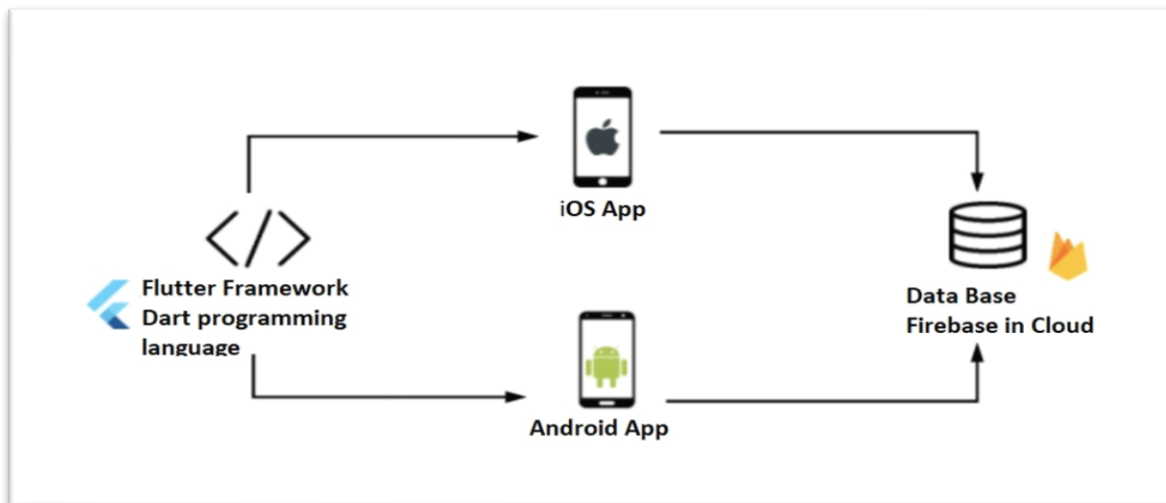 iOS App
Flutter Framework
Dart programming
language
Data Base
Firebase in Cloud
Android App